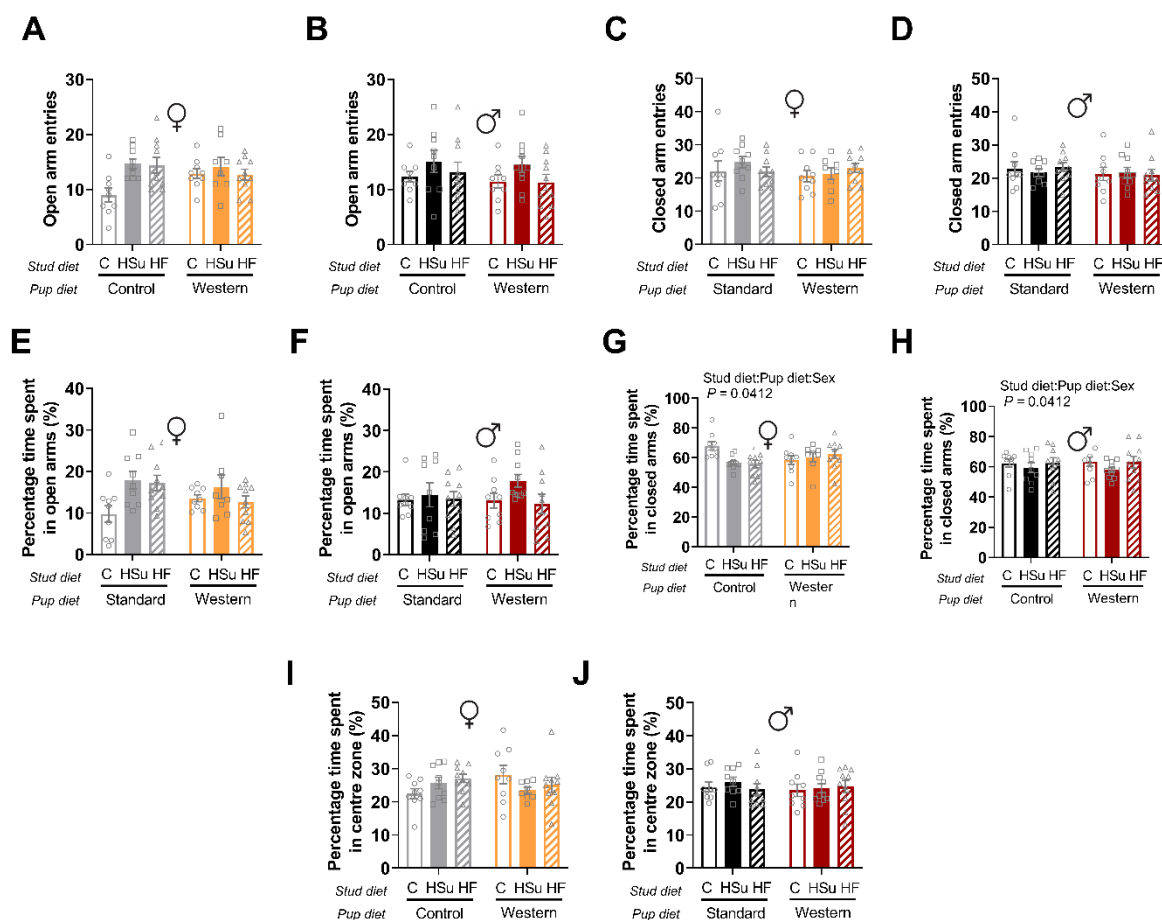 A
B
C
D
Open arm entries
30
20
10
0
♀
C HSu HF C HSu HF
Stud diet
Pup diet
Control Western
Open arm entries
30
20
10
0
♂
C HSu HF C HSu HF
Stud diet
Pup diet
Control Western
Closed arm entries
50
40
30
20
10
0
♀
C HSu HF C HSu HF
Stud diet
Pup diet
Standard Western
Closed arm entries
50
40
30
20
10
0
♂
C HSu HF C HSu HF
Stud diet
Pup diet
Standard Western
E
F
G
H
Percentage time spent
in open arms (%)
40
30
20
10
0
♀
C HSu HF C HSu HF
Stud diet
Pup diet
Standard Western
Percentage time spent
in open arms (%)
40
30
20
10
0
♂
C HSu HF C HSu HF
Stud diet
Pup diet
Standard Western
Stud diet:Pup diet:Sex
P = 0.0412
Percentage time spent
in closed arms (%)
100
80
60
40
20
0
♀
C HSu HF C HSu HF
Stud diet
Pup diet
Control Wester
n
Stud diet:Pup diet:Sex
P = 0.0412
Percentage time spent
in closed arms (%)
100
80
60
40
20
0
♂
C HSu HF C HSu HF
Stud diet
Pup diet
Control Western
I
J
Percentage time spent
in centre zone (%)
50
40
30
20
10
0
♀
C HSu HF C HSu HF
Stud diet
Pup diet
Control Western
Percentage time spent
in centre zone (%)
50
40
30
20
10
0
♂
C HSu HF C HSu HF
Stud diet
Pup diet
Standard Western